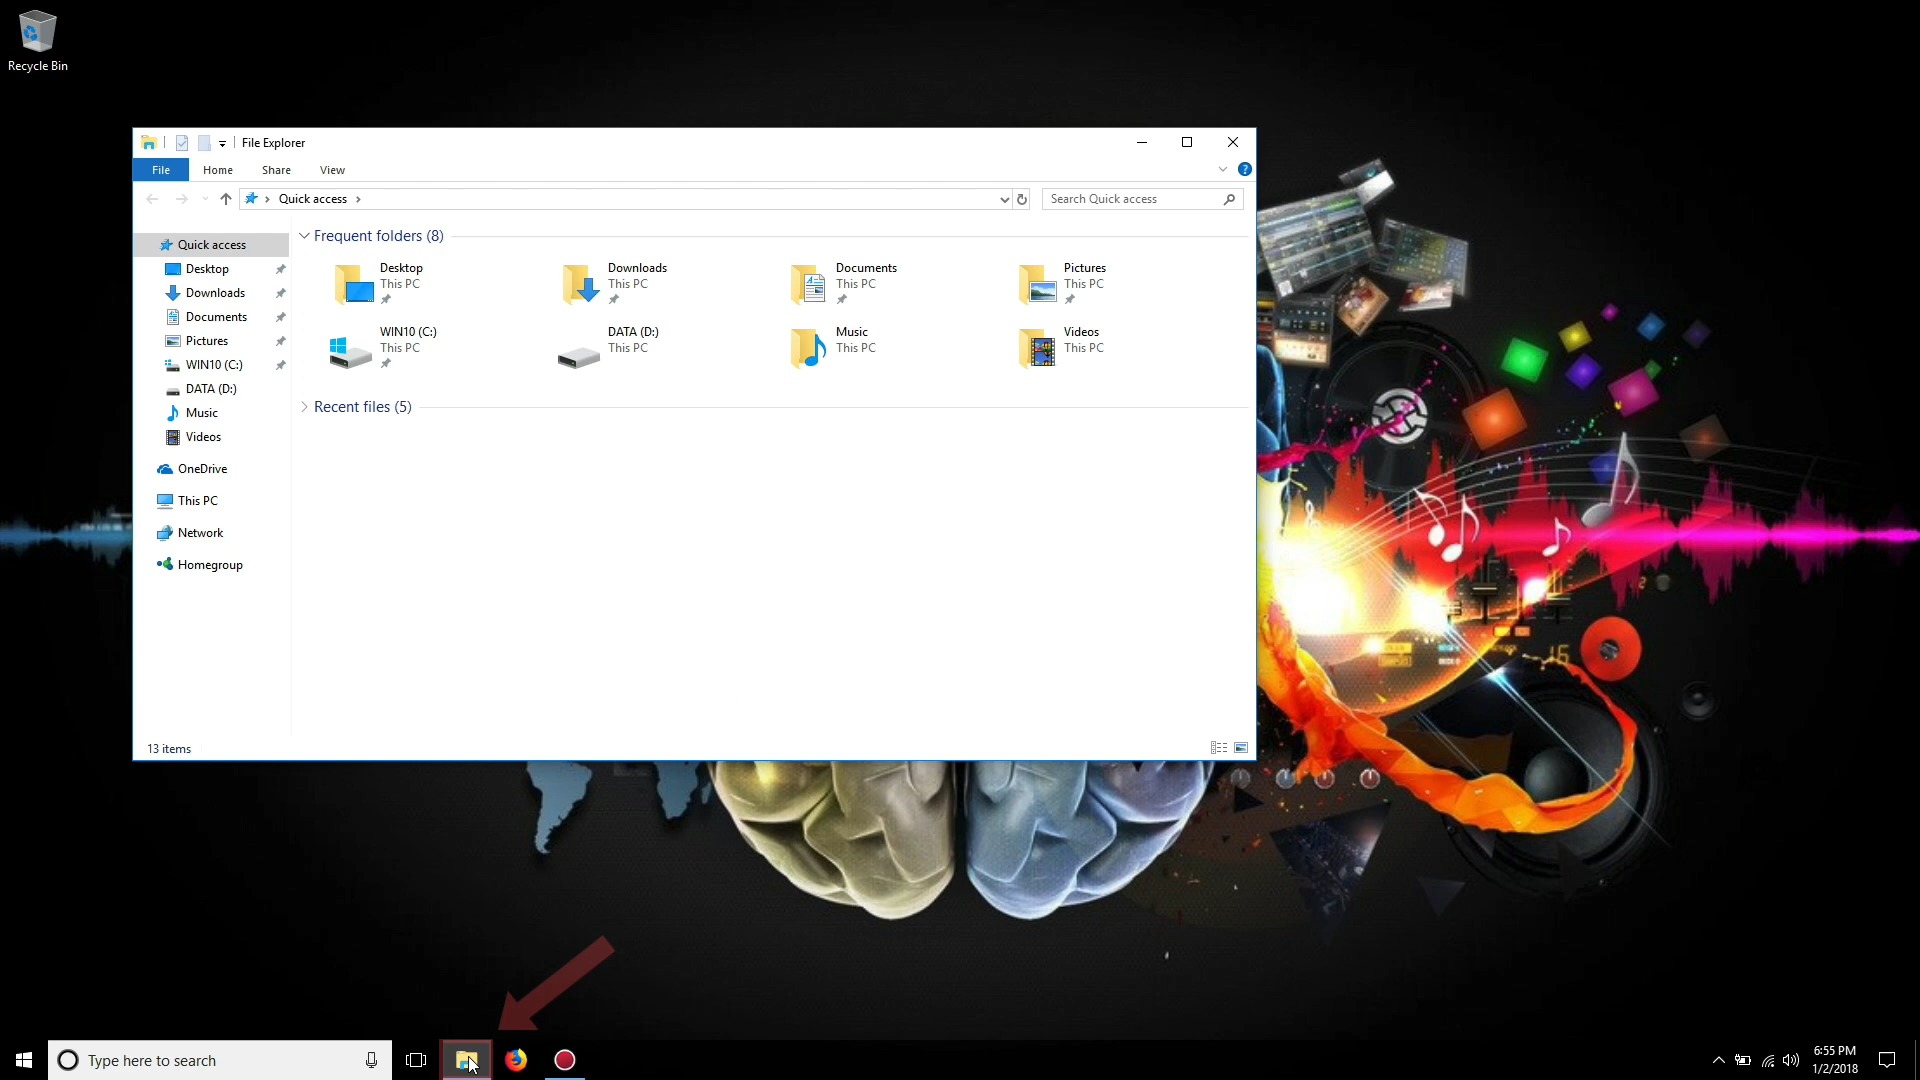 Recycle Bin
File Explorer
File Home Share View
Quick access
Search Quick access
Quick access
Desktop
Downloads
Documents
Pictures
WIN10 (C:)
DATA (D:)
Music
Videos
OneDrive
This PC
Network
Homegroup
Frequent folders (8)
Desktop
This PC
Downloads
This PC
Documents
This PC
Pictures
This PC
WIN10 (C:)
This PC
DATA (D:)
This PC
Music
This PC
Videos
This PC
Recent files (5)
13 items
Type here to search
6:55 PM
1/2/2018